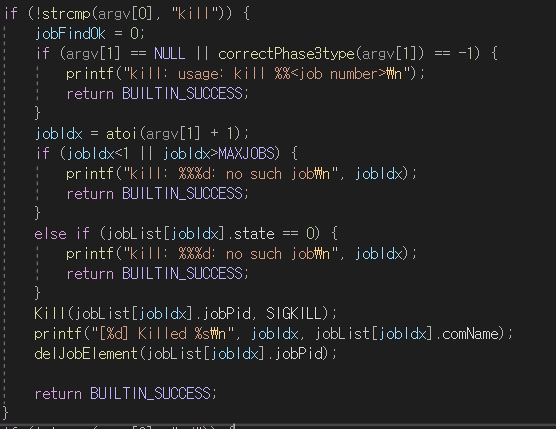 if (!strcmp(argv[0], "kill")) {
jobFindOk = 0;
if (argv[1] == NULL || correctPhase3type(argv[1]) == -1) {
printf("kill: usage: kill %%<job number>₩n");
return BUILTIN_SUCCESS;
}
jobIdx = atoi(argv[1] + 1);
if (jobIdx<1 || jobIdx>MAXJOBS) {
printf("kill: %%%d: no such job₩n", jobIdx);
return BUILTIN_SUCCESS;
}
else if (jobList[jobIdx].state == 0) {
printf("kill: %%%d: no such job₩n", jobIdx);
return BUILTIN_SUCCESS;
}
Kill(jobList[jobIdx].jobPid, SIGKILL);
printf("[%d] Killed %s₩n", jobIdx, jobList[jobIdx].comName);
delJobElement(jobList[jobIdx].jobPid);
return BUILTIN_SUCCESS;
}